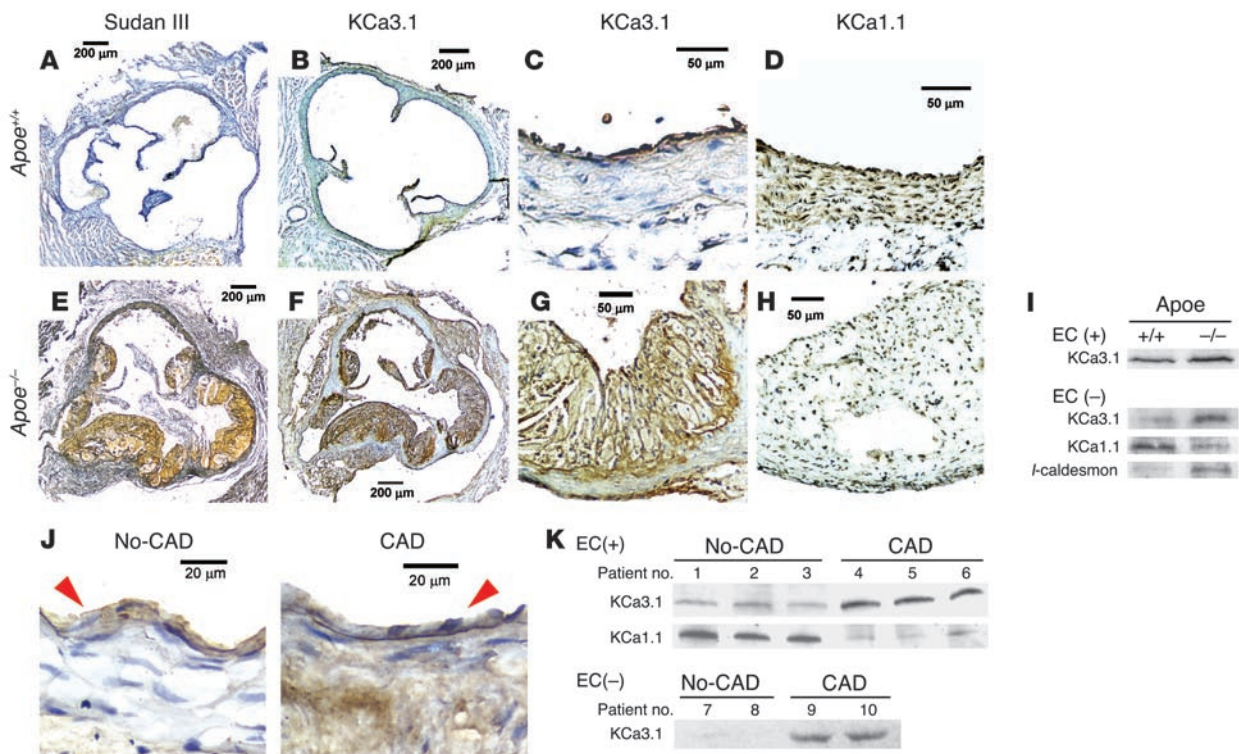 Sudan III
KCa3.1
KCa3.1
KCa1.1
Apoe+/+
A
200 μm
B
200 μm
C
50 μm
D
50 μm
Apoe−/−
E
200 μm
F
200 μm
G
50 μm
H
50 μm
I
Apoe
EC (+)
+/+
−/−
KCa3.1
EC (–)
KCa3.1
KCa1.1
l-caldesmon
J
No-CAD
CAD
20 μm
20 μm
K
EC(+)
No-CAD
CAD
Patient no.
1 2 3 4 5 6
KCa3.1
KCa1.1
EC(–)
No-CAD
CAD
Patient no.
7 8 9 10
KCa3.1